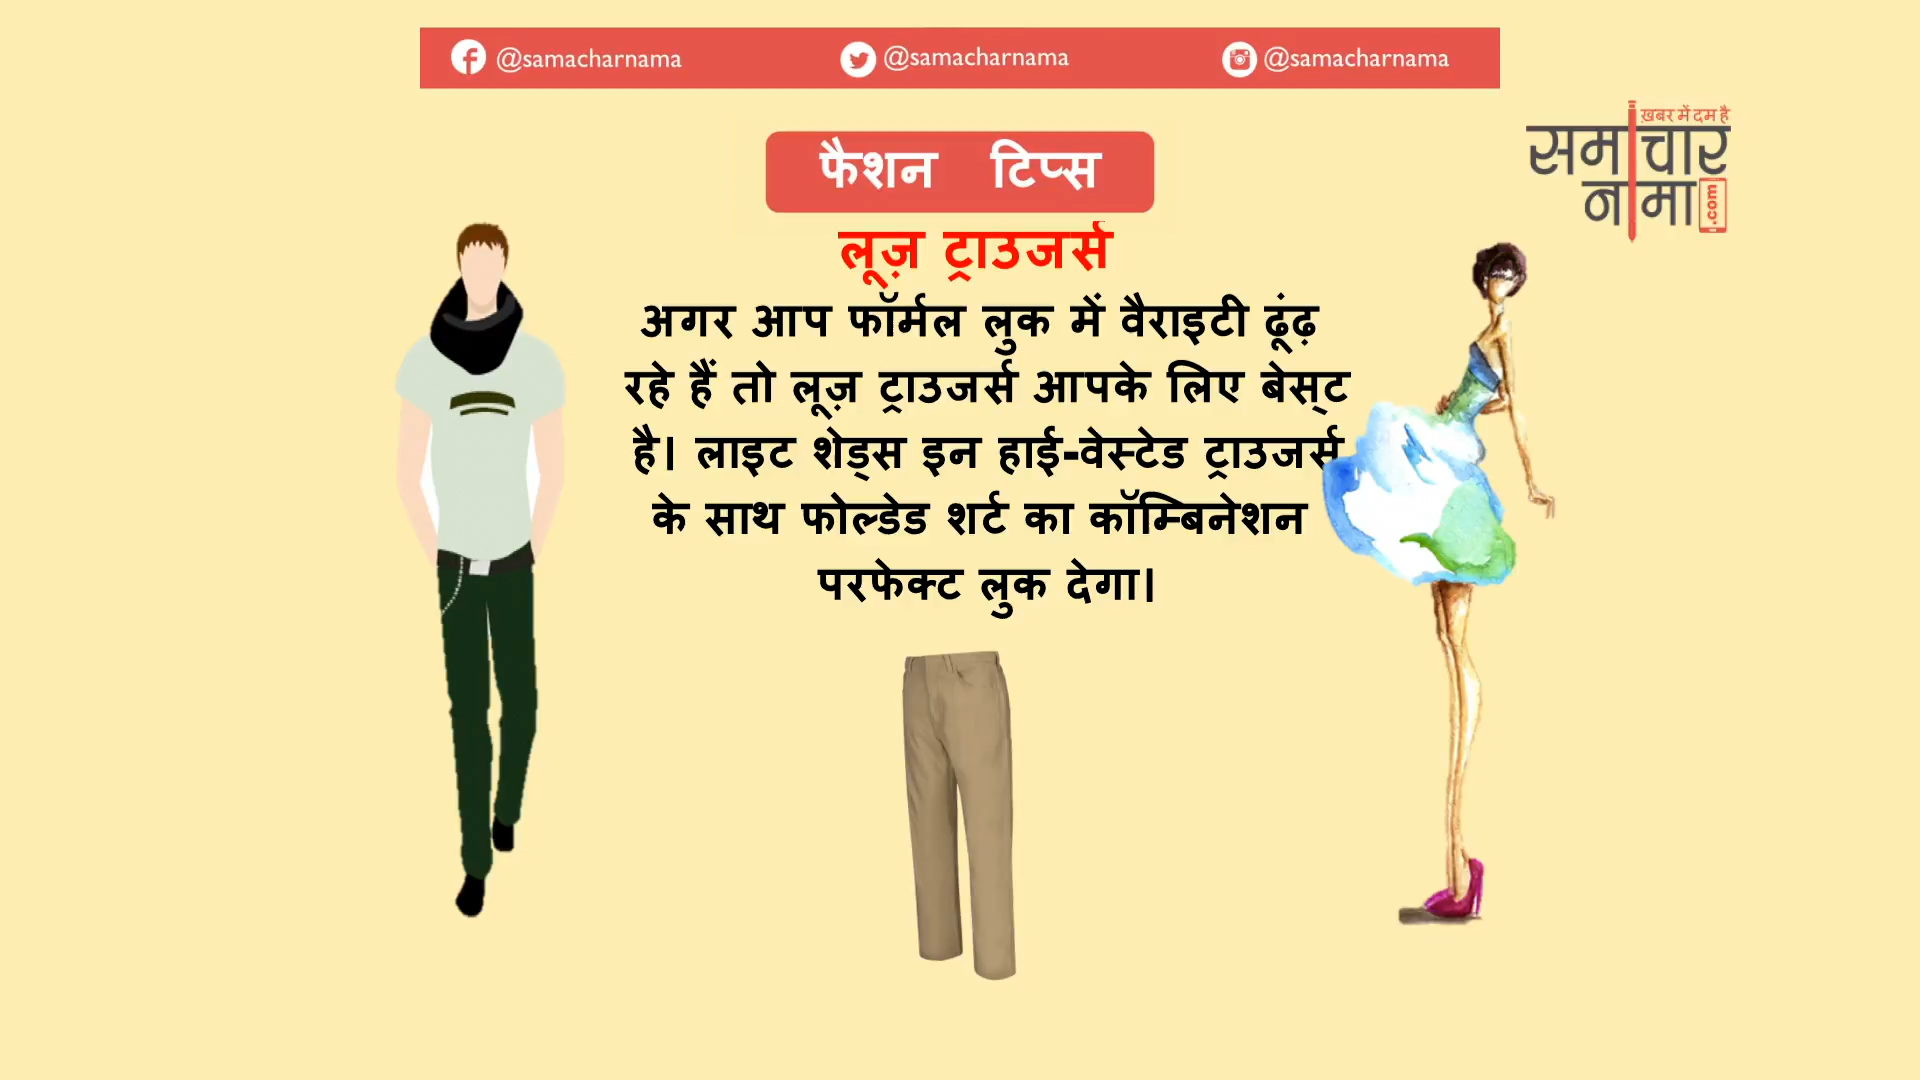 @samacharnama @samacharnama @samacharnama
ख़बर में दम है
समाचार
नामा.com
फैशन टिप्स
लूज़ ट्राउजर्स
अगर आप फॉर्मल लुक में वैराइटी ढूंढ़
रहे हैं तो लूज़ ट्राउजर्स आपके लिए बेस्‍ट
है। लाइट शेड्स इन हाई-वेस्टेड ट्राउजर्स
के साथ फोल्डेड शर्ट का कॉम्बिनेशन
परफेक्ट लुक देगा।